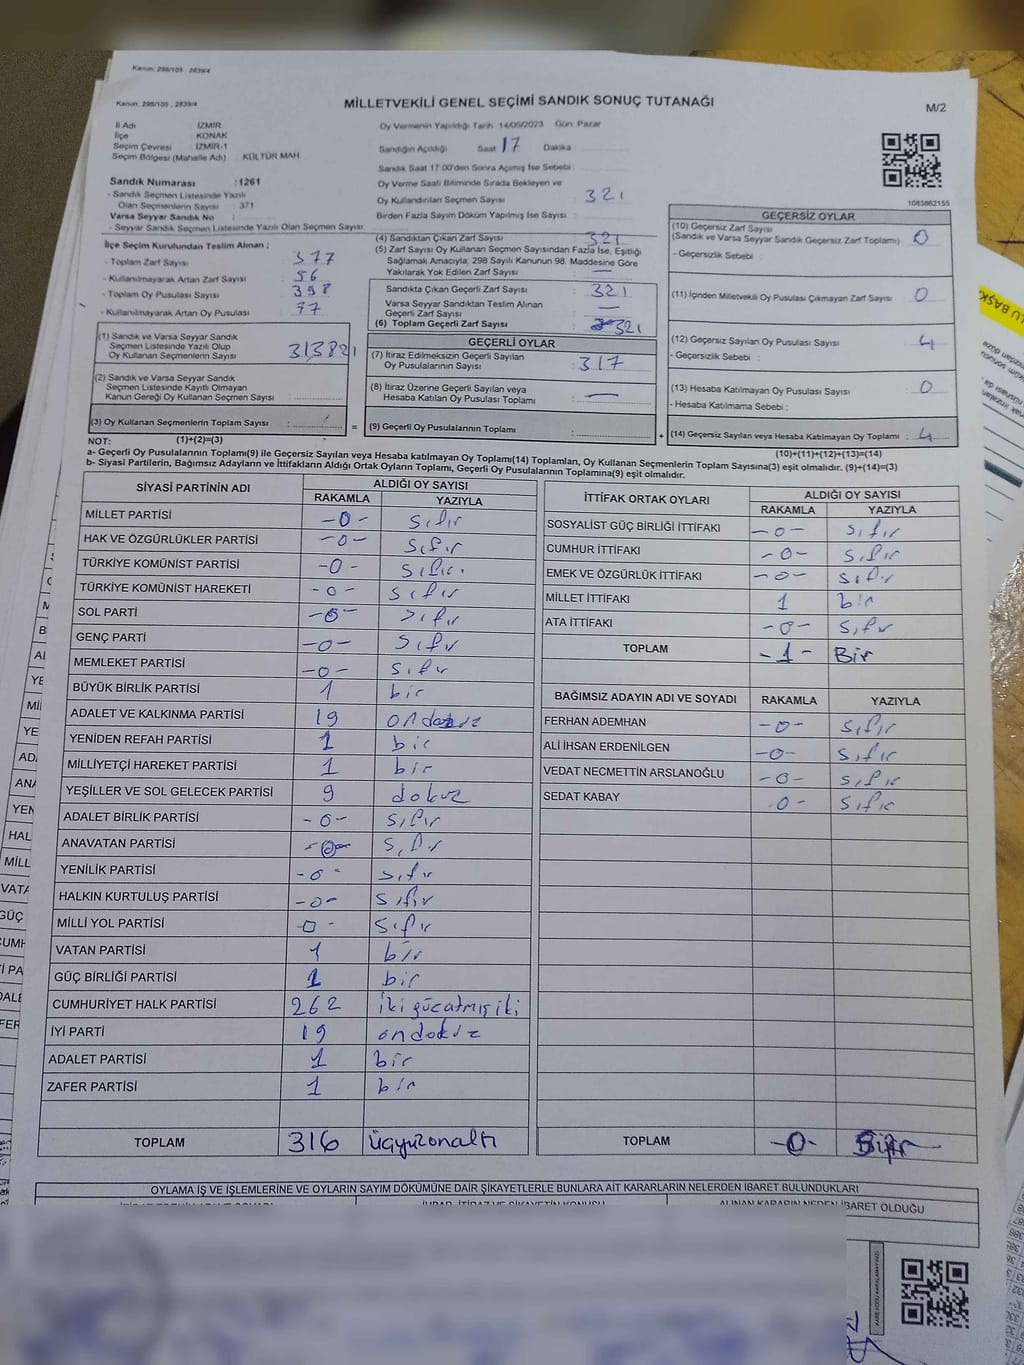 Kanun: 298/105 , 2839/4
Kanun: 298/105 , 2839/4
MİLLETVEKİLİ GENEL SEÇİMİ SANDIK SONUÇ TUTANAĞI
M/2
İl Adı : İZMİR
İlçe : KONAK
Seçim Çevresi : İZMİR-1
Seçim Bölgesi (Mahalle Adı) : KÜLTÜR MAH
Sandık Numarası :1261
- Sandık Seçmen Listesinde Yazılı
Olan Seçmenlerin Sayısı : 371
Varsa Seyyar Sandık No :
- Seyyar Sandık Seçmen Listesinde Yazılı Olan Seçmen Sayısı:
Oy Vermenin Yapıldığı Tarih :14/05/2023 Gün: Pazar
Sandığın Açıldığı Saat 17 Dakika
Sandık Saat 17:00'den Sonra Açılmış İse Sebebi :
Oy Verme Saati Bitiminde Sırada Bekleyen ve
Oy Kullandırılan Seçmen Sayısı : 321
Birden Fazla Sayım Döküm Yapılmış İse Sayısı :
1083862155
İlçe Seçim Kurulundan Teslim Alınan ;
- Toplam Zarf Sayısı : 377
- Kullanılmayarak Artan Zarf Sayısı : 56
- Toplam Oy Pusulası Sayısı : 398
- Kullanılmayarak Artan Oy Pusulası : 77
(1) Sandık ve Varsa Seyyar Sandık
Seçmen Listesinde Yazılı Olup
Oy Kullanan Seçmenlerin Sayısı
(2) Sandık ve Varsa Seyyar Sandık
Seçmen Listesinde Kayıtlı Olmayan
Kanun Gereği Oy Kullanan Seçmen Sayısı :
(3) Oy Kullanan Seçmenlerin Toplam Sayısı :
(1)+(2)=(3)
(4) Sandıktan Çıkan Zarf Sayısı : 321
(5) Zarf Sayısı Oy Kullanan Seçmen Sayısından Fazla İse, Eşitliği
Sağlamak Amacıyla, 298 Sayılı Kanunun 98. Maddesine Göre
Yakılarak Yok Edilen Zarf Sayısı : —
Sandıkta Çıkan Geçerli Zarf Sayısı : 321
Varsa Seyyar Sandıktan Teslim Alınan
Geçerli Zarf Sayısı : —
(6) Toplam Geçerli Zarf Sayısı : 321
GEÇERLİ OYLAR
(7) İtiraz Edilmeksizin Geçerli Sayılan
Oy Pusulalarının Sayısı : 317
(8) İtiraz Üzerine Geçerli Sayılan veya
Hesaba Katılan Oy Pusulası Toplamı : —
= (9) Geçerli Oy Pusulalarının Toplamı :
GEÇERSİZ OYLAR
(10) Geçersiz Zarf Sayısı
(Sandık ve Varsa Seyyar Sandık Geçersiz Zarf Toplamı) : 0
- Geçersizlik Sebebi :
(11) İçinden Milletvekili Oy Pusulası Çıkmayan Zarf Sayısı : 0
(12) Geçersiz Sayılan Oy Pusulası Sayısı : 4
- Geçersizlik Sebebi :
(13) Hesaba Katılmayan Oy Pusulası Sayısı : 0
- Hesaba Katılmama Sebebi :
+ (14) Geçersiz Sayılan veya Hesaba Katılmayan Oy Toplamı : 4
(10)+(11)+(12)+(13)=(14)
NOT:
a- Geçerli Oy Pusulalarının Toplamı(9) ile Geçersiz Sayılan veya Hesaba katılmayan Oy Toplamı(14) Toplamları, Oy Kullanan Seçmenlerin Toplam Sayısına(3) eşit olmalıdır. (9)+(14)=(3)
b- Siyasi Partilerin, Bağımsız Adayların ve İttifakların Aldığı Ortak Oyların Toplamı, Geçerli Oy Pusulalarının Toplamına(9) eşit olmalıdır.
SİYASİ PARTİNİN ADI ALDIĞI OY SAYISI
RAKAMLA YAZIYLA
MİLLET PARTİSİ -0- sıfır
HAK VE ÖZGÜRLÜKLER PARTİSİ -0- sıfır
TÜRKİYE KOMÜNİST PARTİSİ -0- sıfır
TÜRKİYE KOMÜNİST HAREKETİ -0- sıfır
SOL PARTİ -0- sıfır
GENÇ PARTİ -0- sıfır
MEMLEKET PARTİSİ -0- sıfır
BÜYÜK BİRLİK PARTİSİ 1 bir
ADALET VE KALKINMA PARTİSİ 19 ondokuz
YENİDEN REFAH PARTİSİ 1 bir
MİLLİYETÇİ HAREKET PARTİSİ 1 bir
YEŞİLLER VE SOL GELECEK PARTİSİ 9 dokuz
ADALET BİRLİK PARTİSİ -0- sıfır
ANAVATAN PARTİSİ -0- sıfır
YENİLİK PARTİSİ -0- sıfır
HALKIN KURTULUŞ PARTİSİ -0- sıfır
MİLLİ YOL PARTİSİ 0 - sıfır
VATAN PARTİSİ 1 bir
GÜÇ BİRLİĞİ PARTİSİ 1 bir
CUMHURİYET HALK PARTİSİ 262 ikiyüzatmışiki
İYİ PARTİ 19 ondokuz
ADALET PARTİSİ 1 bir
ZAFER PARTİSİ 1 bir
TOPLAM 316 üçyüzonaltı
İTTİFAK ORTAK OYLARI ALDIĞI OY SAYISI
RAKAMLA YAZIYLA
SOSYALİST GÜÇ BİRLİĞİ İTTİFAKI -0- sıfır
CUMHUR İTTİFAKI -0- sıfır
EMEK VE ÖZGÜRLÜK İTTİFAKI -0- sıfır
MİLLET İTTİFAKI 1 bir
ATA İTTİFAKI -0- sıfır
TOPLAM -1- Bir
BAĞIMSIZ ADAYIN ADI VE SOYADI RAKAMLA YAZIYLA
FERHAN ADEMHAN -0- sıfır
ALİ İHSAN ERDENİLGEN -0- sıfır
VEDAT NECMETTİN ARSLANOĞLU -0- sıfır
SEDAT KABAY -0- sıfır
TOPLAM -0- Sıfır
OYLAMA İŞ VE İŞLEMLERİNE VE OYLARIN SAYIM DÖKÜMÜNE DAİR ŞİKAYETLERLE BUNLARA AİT KARARLARIN NELERDEN İBARET BULUNDUKLARI
ALINAN KARARIN NEDEN İBARET OLDUĞU